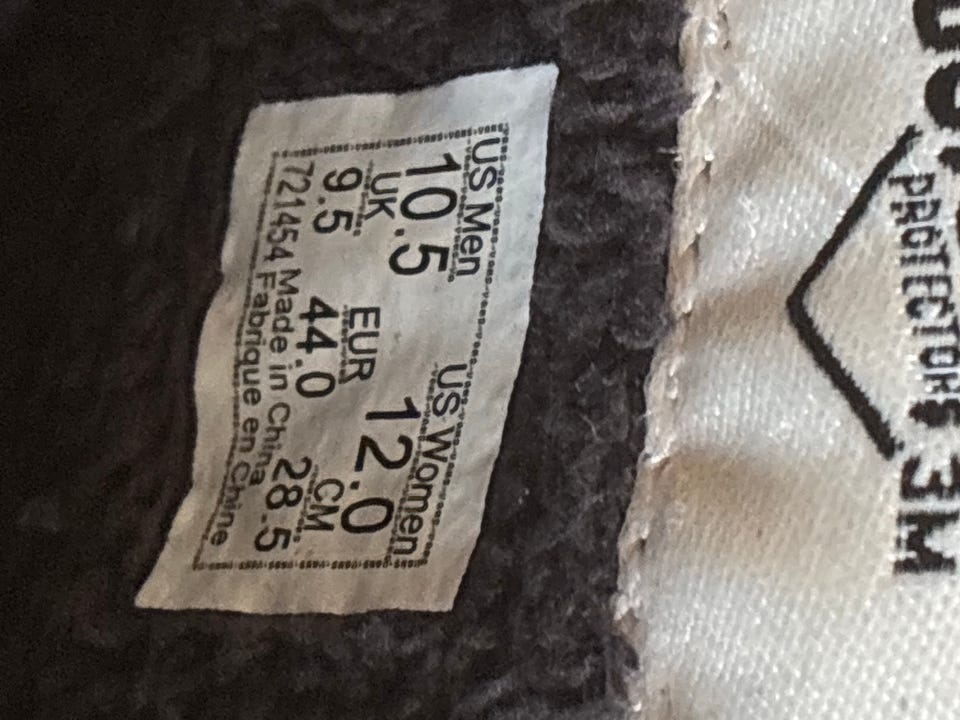 US Men
10.5
US Women
12.0
UK
9.5
EUR
44.0
CM
28.5
721454 Made in China
Fabrique en Chine
PROTECTOR
3M